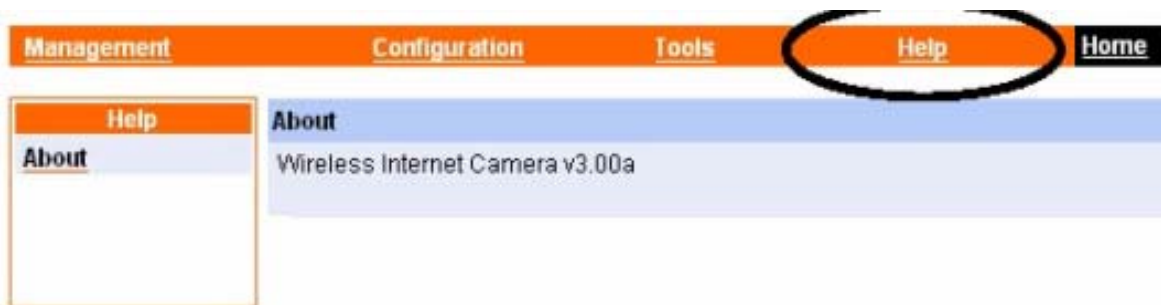 Management Configuration Tools Help Home
Help
About
About
Wireless Internet Camera v3.00a